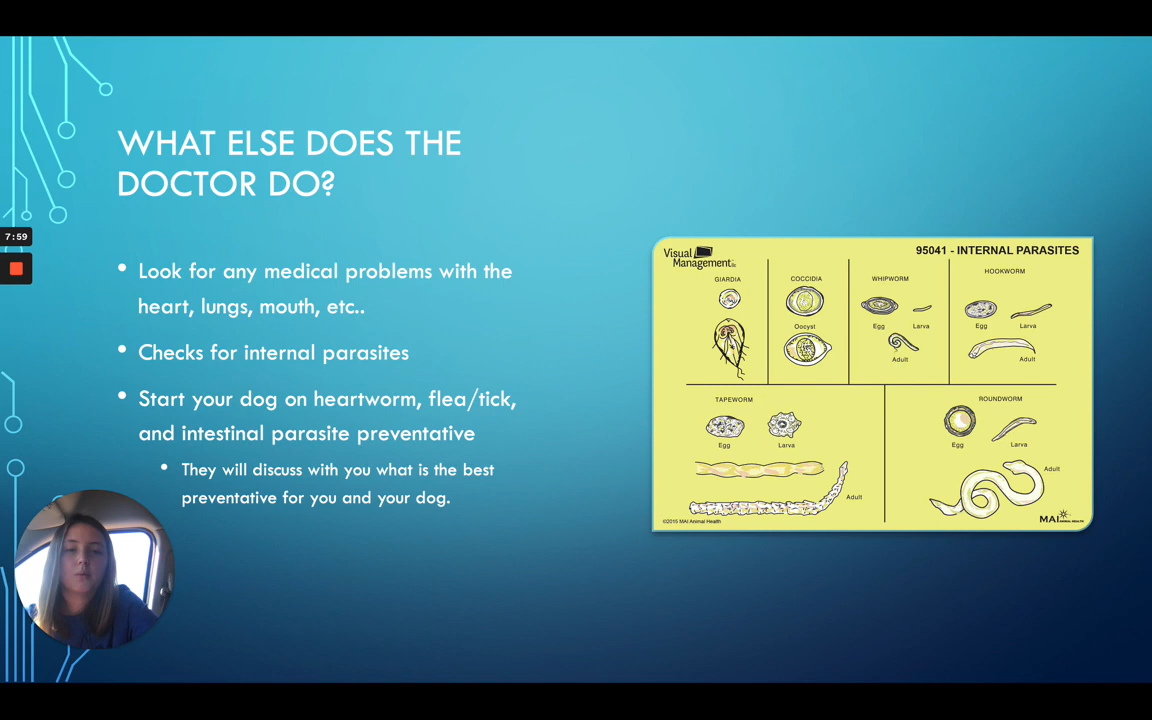 WHAT ELSE DOES THE
DOCTOR DO?
7:59
• Look for any medical problems with the
heart, lungs, mouth, etc..
• Checks for internal parasites
• Start your dog on heartworm, flea/tick,
and intestinal parasite preventative
• They will discuss with you what is the best
preventative for you and your dog.
Visual
Management
95041 - INTERNAL PARASITES
GIARDIA
COCCIDIA
Oocyst
WHIPWORM
Egg
Larva
Adult
HOOKWORM
Egg
Larva
Adult
TAPEWORM
Egg
Larva
Adult
ROUNDWORM
Egg
Larva
Adult
©2015 MAI Animal Health
MAI ANIMAL HEALTH